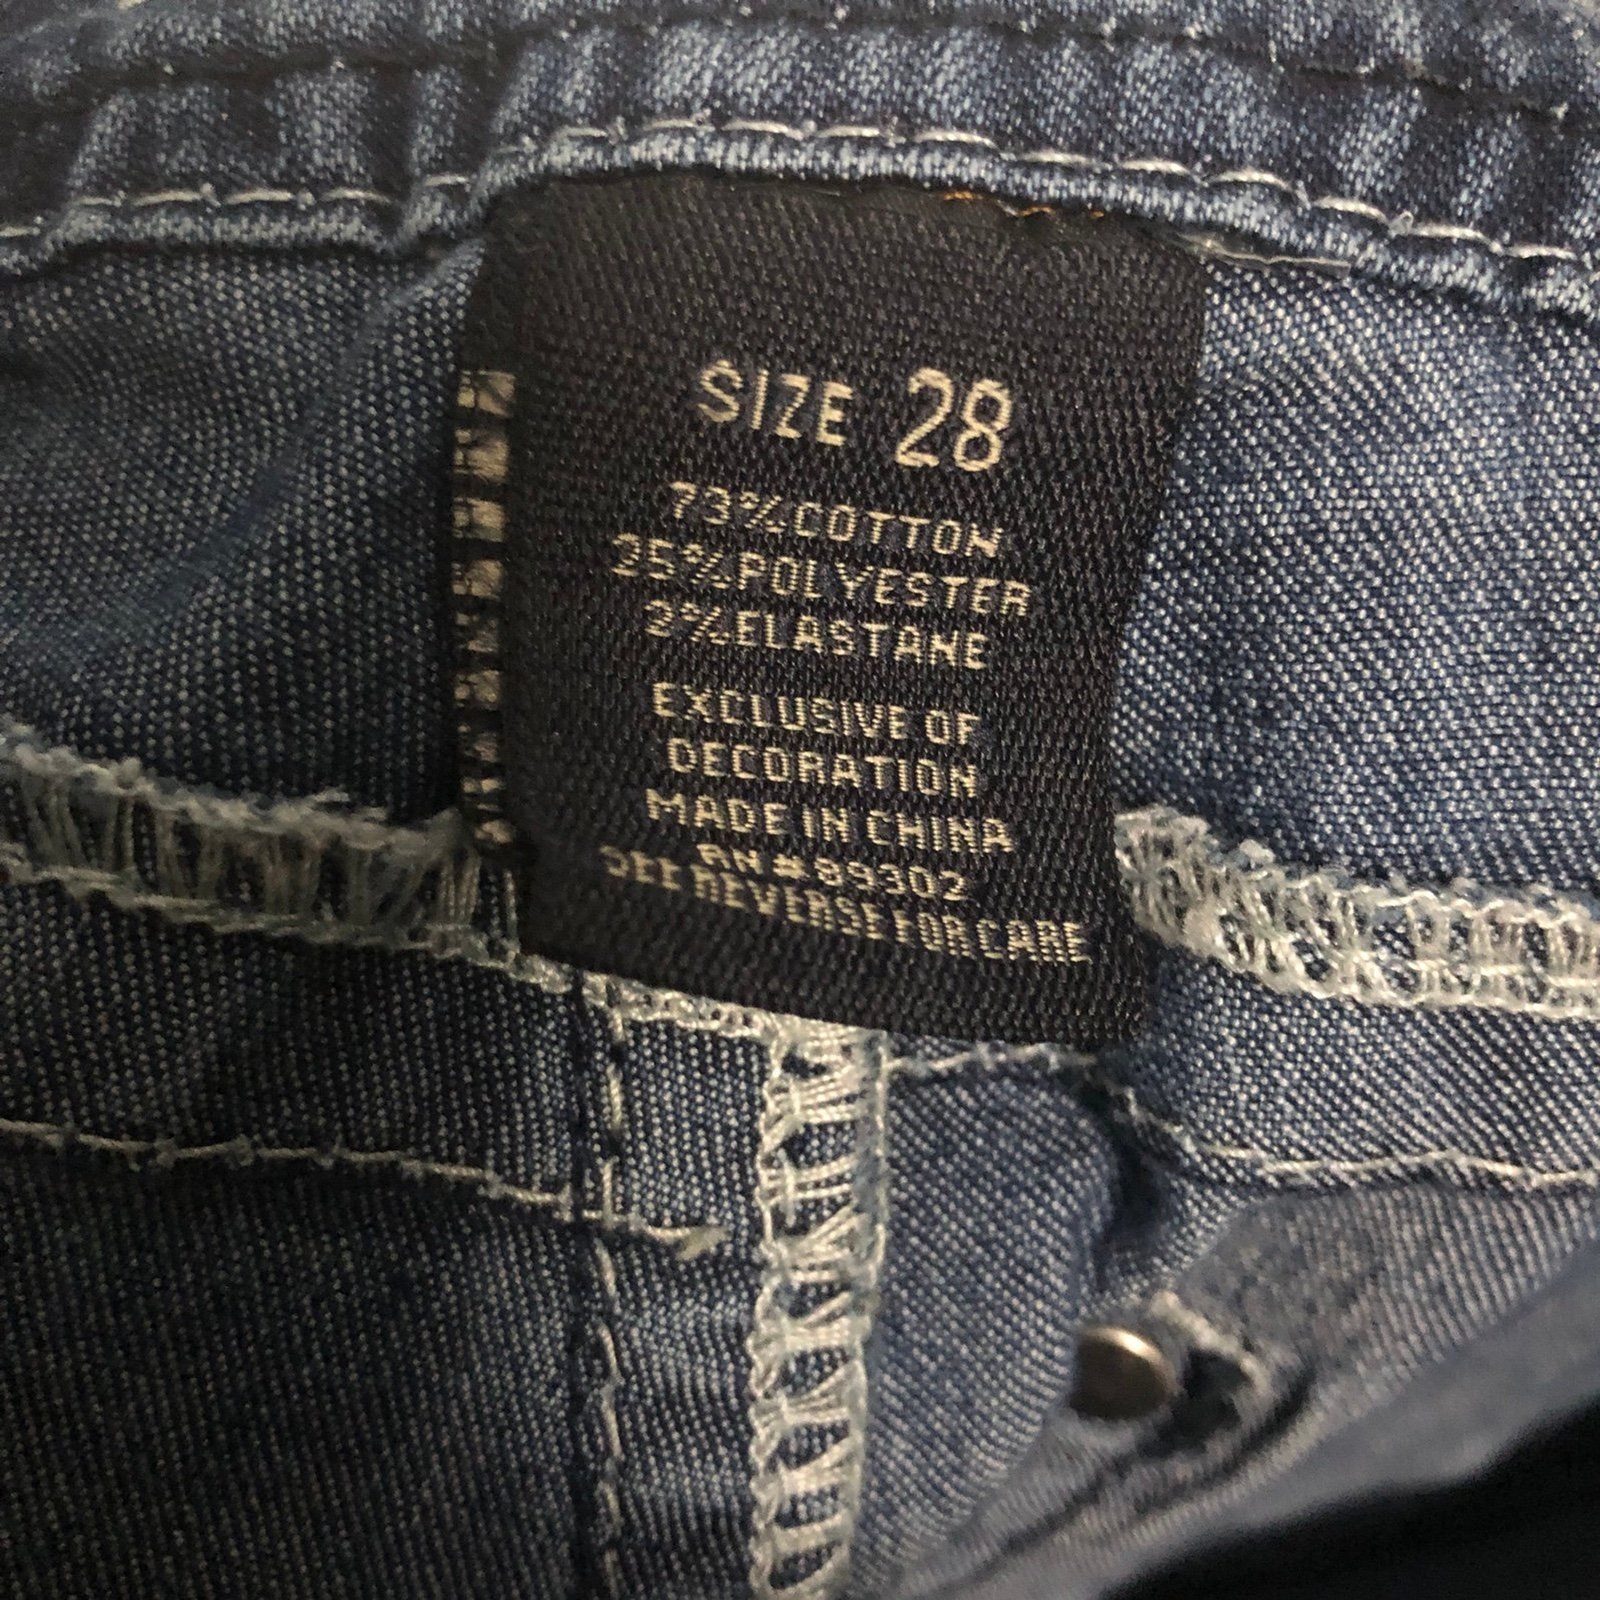 SIZE 28
73%COTTON
25%POLYESTER
2%ELASTANE
EXCLUSIVE OF
DECORATION
MADE IN CHINA
RN#89302
SEE REVERSE FOR CARE